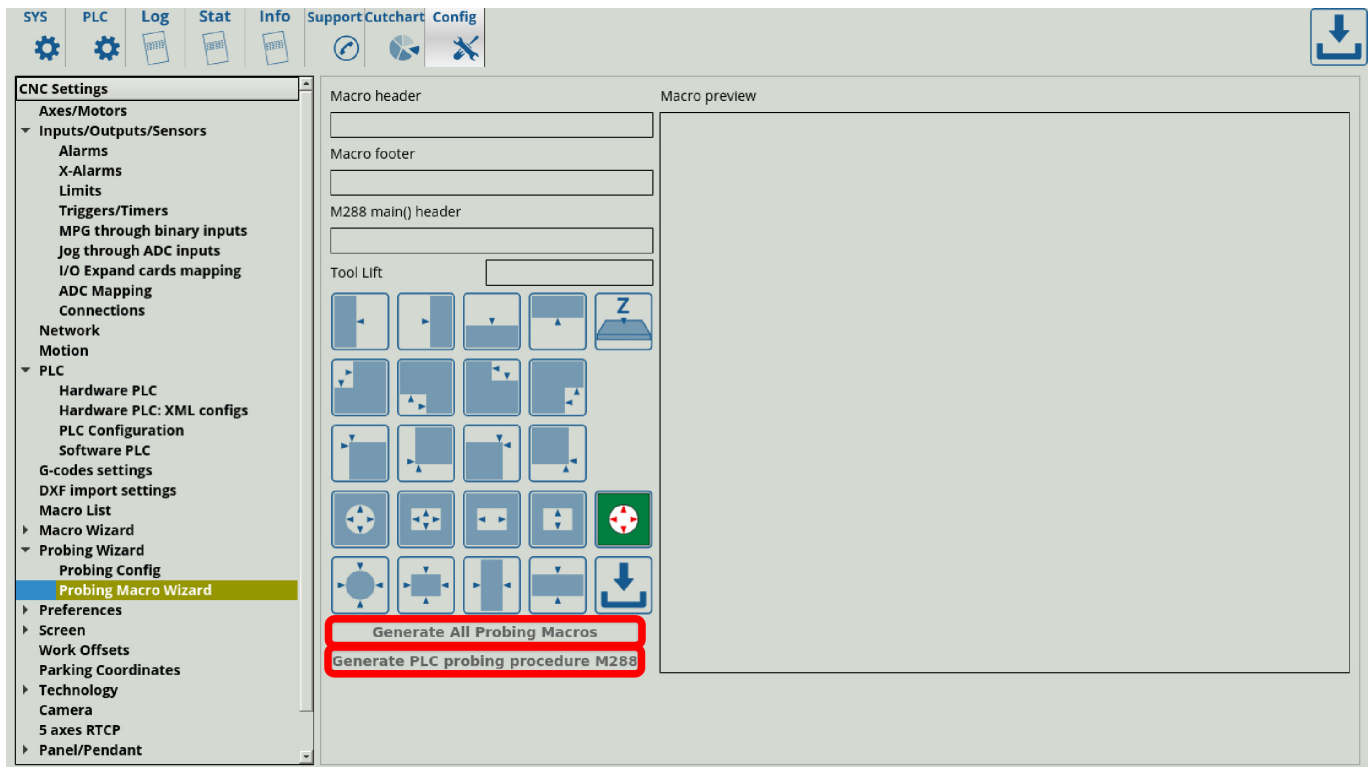 SYS PLC Log Stat Info Support Cutchart Config
CNC Settings
Axes/Motors
Inputs/Outputs/Sensors
Alarms
X-Alarms
Limits
Triggers/Timers
MPG through binary inputs
Jog through ADC inputs
I/O Expand cards mapping
ADC Mapping
Connections
Network
Motion
PLC
Hardware PLC
Hardware PLC: XML configs
PLC Configuration
Software PLC
G-codes settings
DXF import settings
Macro List
Macro Wizard
Probing Wizard
Probing Config
Probing Macro Wizard
Preferences
Screen
Work Offsets
Parking Coordinates
Technology
Camera
5 axes RTCP
Panel/Pendant
Macro header
Macro footer
M288 main() header
Tool Lift
Z
Generate All Probing Macros
Generate PLC probing procedure M288
Macro preview